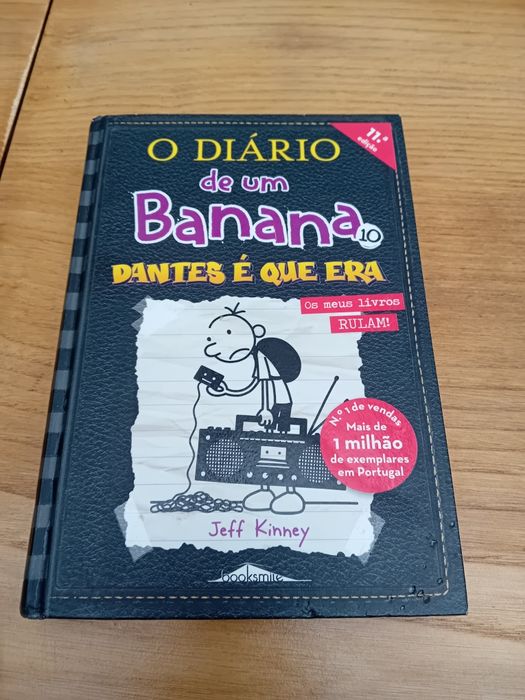 11.ª
edição
O DIÁRIO
de um
Banana
10
DANTES É QUE ERA
Os meus livros
RULAM!
N.º 1 de vendas
Mais de
1 milhão
de exemplares
em Portugal
Jeff Kinney
booksmile